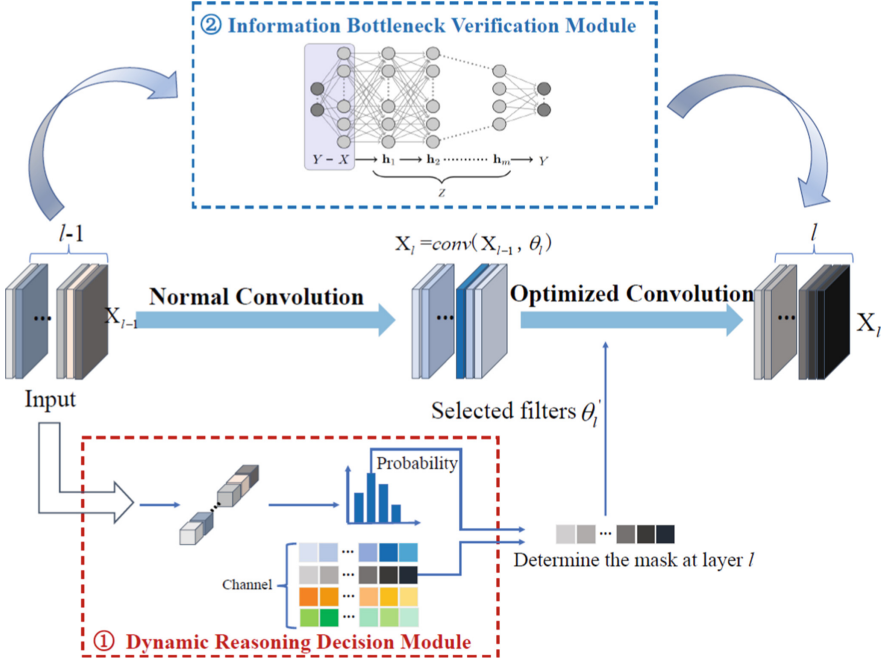 ② Information Bottleneck Verification Module
Y − X → h₁ → h₂ ⋯⋯⋯ hₘ → Y
Z
l-1
Xₗ=conv(Xₗ₋₁, θₗ)
l
Normal Convolution
Optimized Convolution
...
Xₗ₋₁
...
...
Xₗ
Input
Selected filters θₗ'
Probability
...
...
Determine the mask at layer l
Channel
...
...
...
...
① Dynamic Reasoning Decision Module